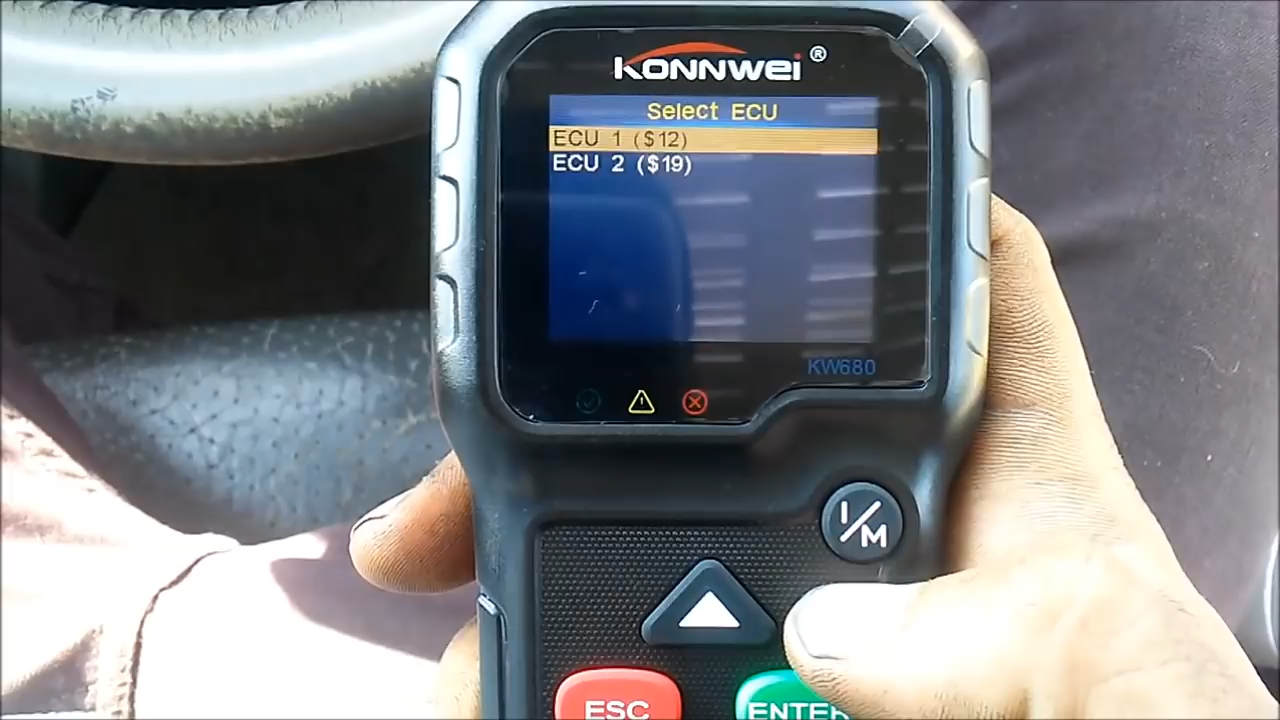 KONNWEI®
Select ECU
ECU 1 ($12)
ECU 2 ($19)
KW680
I/M
ESC
ENTER